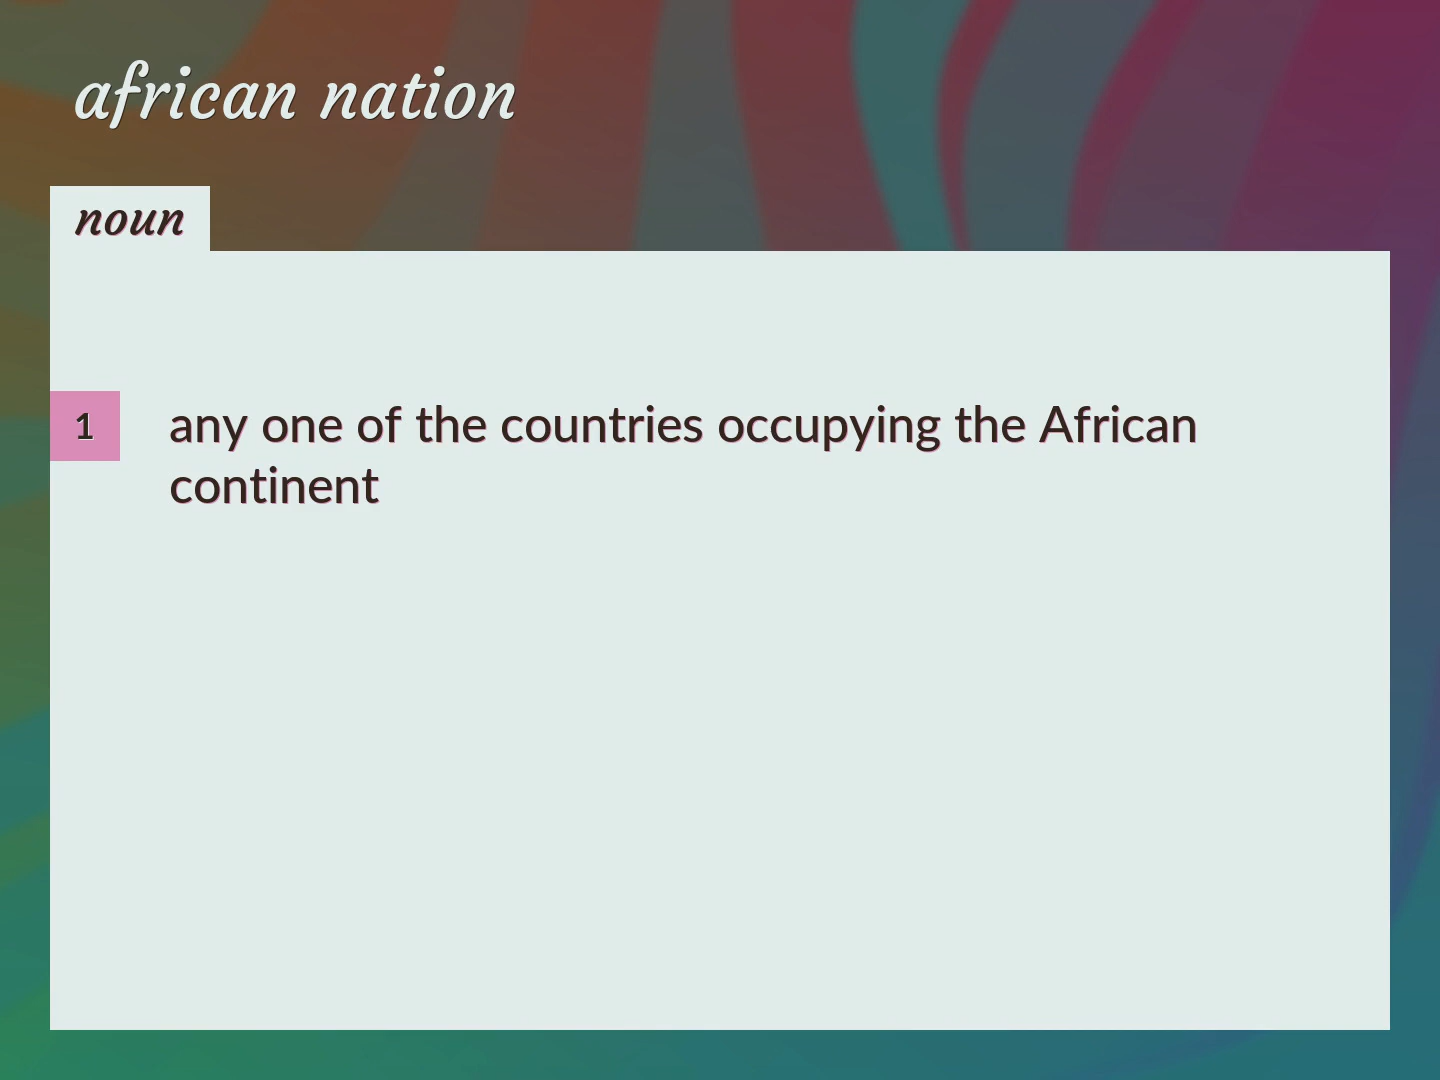 african nation
noun
1 any one of the countries occupying the African
continent